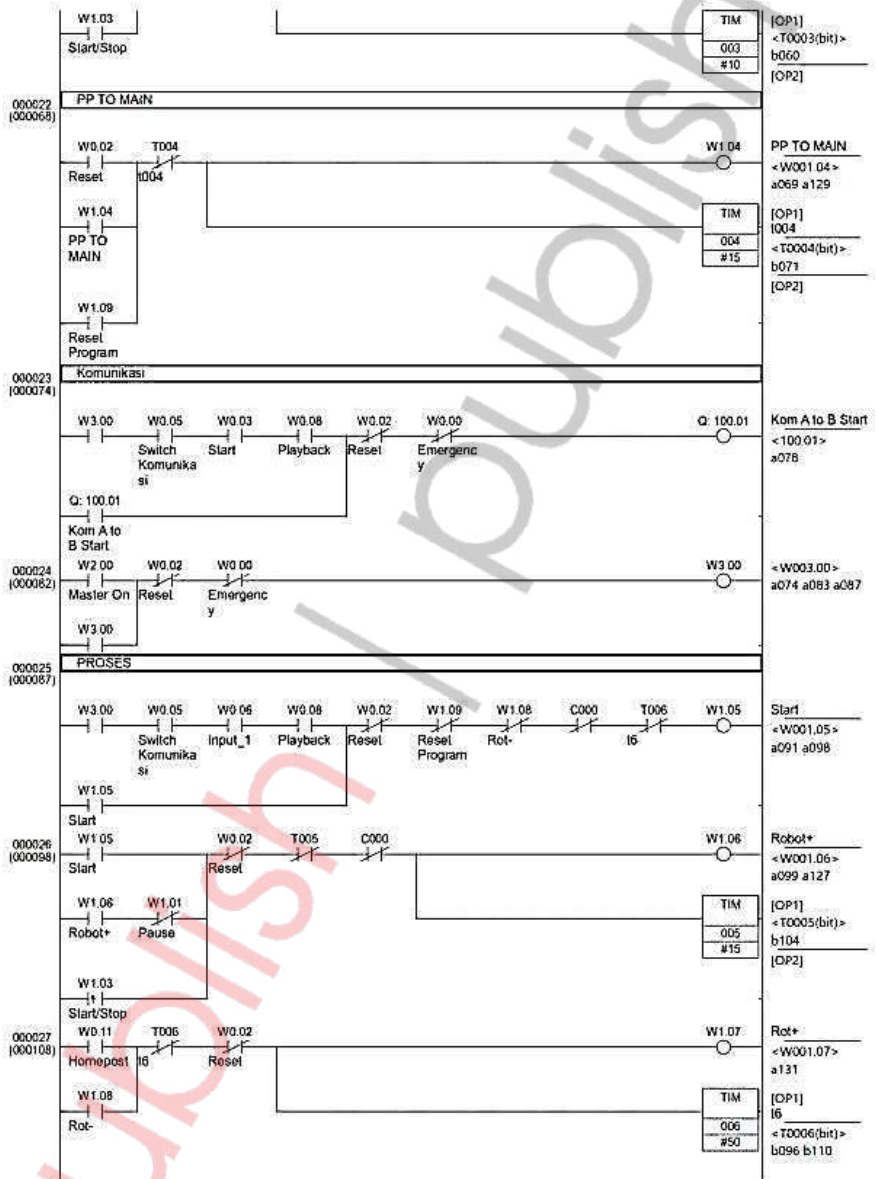 W1.03
Start/Stop
TIM
003
#10
[OP1]
<T0003(bit)>
b060
[OP2]
000022
(000068)
PP TO MAIN
W0.02
Reset
T004
t004
W1.04
PP TO MAIN
<W001.04>
a069 a129
W1.04
PP TO
MAIN
TIM
004
#15
[OP1]
t004
<T0004(bit)>
b071
[OP2]
W1.09
Reset
Program
000023
(000074)
Komunikasi
W3.00
W0.05
Switch
Komunika
si
W0.03
Start
W0.08
Playback
W0.02
Reset
W0.00
Emergenc
y
Q: 100.01
Kom A to B Start
<100.01>
a078
Q: 100.01
Kom A to
B Start
000024
(000082)
W2.00
Master On
W0.02
Reset
W0.00
Emergenc
y
W3.00
<W003.00>
a074 a083 a087
W3.00
000025
(000087)
PROSES
W3.00
W0.05
Switch
Komunika
si
W0.06
Input_1
W0.08
Playback
W0.02
Reset
W1.09
Reset
Program
W1.08
Rot-
C000
T006
t6
W1.05
Start
<W001.05>
a091 a098
W1.05
Start
000026
(000098)
W1.05
Start
W0.02
Reset
T005
C000
W1.06
Robot+
<W001.06>
a099 a127
W1.06
Robot+
W1.01
Pause
TIM
005
#15
[OP1]
<T0005(bit)>
b104
[OP2]
W1.03
Start/Stop
000027
(000108)
W0.11
Homepost
T006
t6
W0.02
Reset
W1.07
Rot+
<W001.07>
a131
W1.08
Rot-
TIM
006
#50
[OP1]
t6
<T0006(bit)>
b096 b110
publish
publish